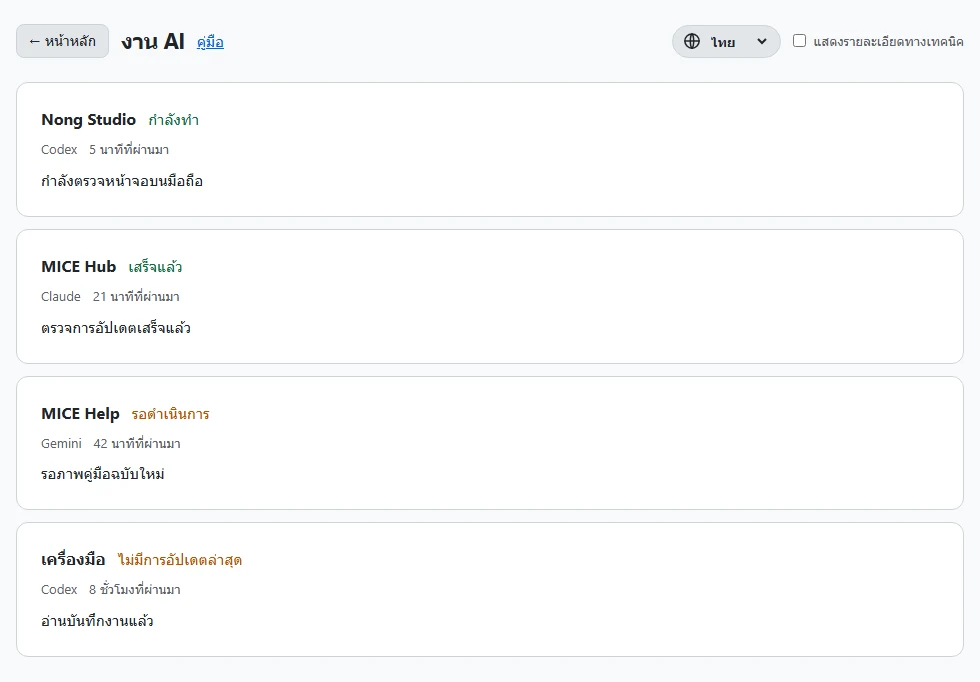 ← หน้าหลัก งาน AI คู่มือ ไทย แสดงรายละเอียดทางเทคนิค
Nong Studio กำลังทำ
Codex 5 นาทีที่ผ่านมา
กำลังตรวจหน้าจอบนมือถือ
MICE Hub เสร็จแล้ว
Claude 21 นาทีที่ผ่านมา
ตรวจการอัปเดตเสร็จแล้ว
MICE Help รอดำเนินการ
Gemini 42 นาทีที่ผ่านมา
รอภาพคู่มือฉบับใหม่
เครื่องมือ ไม่มีการอัปเดตล่าสุด
Codex 8 ชั่วโมงที่ผ่านมา
อ่านบันทึกงานแล้ว